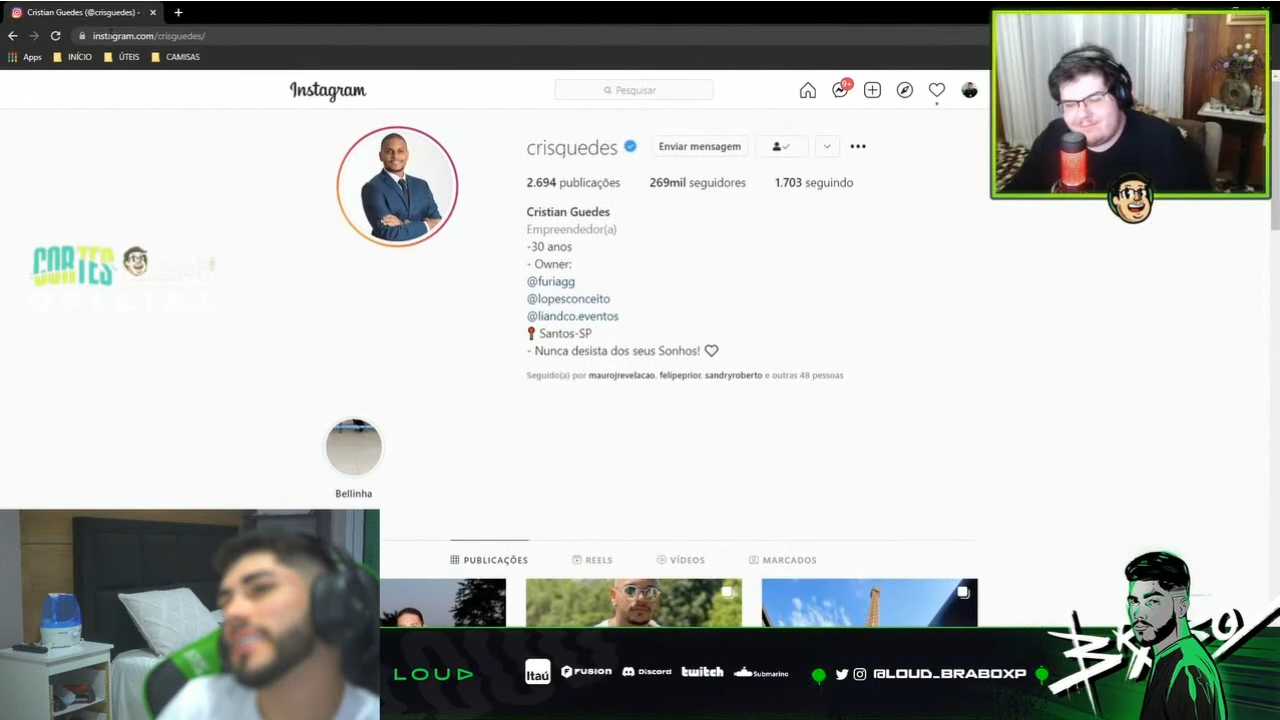 Cristian Guedes (@crisguedes) •
instagram.com/crisguedes/
Apps INÍCIO ÚTEIS CAMISAS
Instagram
Pesquisar
9+
crisguedes Enviar mensagem
2.694 publicações 269mil seguidores 1.703 seguindo
Cristian Guedes
Empreendedor(a)
-30 anos
- Owner:
@furiagg
@lopesconceito
@liandco.eventos
Santos-SP
- Nunca desista dos seus Sonhos!
Seguido(a) por maurojrevelacao, felipeprior, sandryroberto e outras 48 pessoas
CORTES
OFICIAL
Bellinha
PUBLICAÇÕES REELS VÍDEOS MARCADOS
LOUD Itaú FUSION Discord twitch Submarino @LOUD_BRABOXP